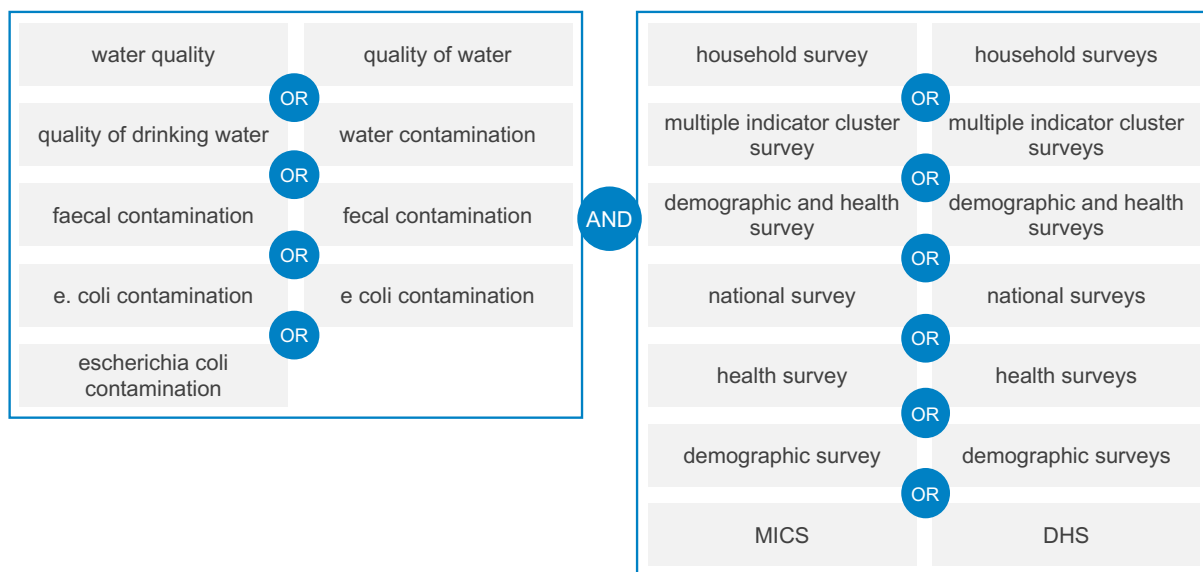 water quality
quality of water
OR
quality of drinking water
water contamination
OR
faecal contamination
fecal contamination
OR
e. coli contamination
e coli contamination
OR
escherichia coli
contamination
AND
household survey
household surveys
OR
multiple indicator cluster
survey
multiple indicator cluster
surveys
OR
demographic and health
survey
demographic and health
surveys
OR
national survey
national surveys
OR
health survey
health surveys
OR
demographic survey
demographic surveys
OR
MICS
DHS